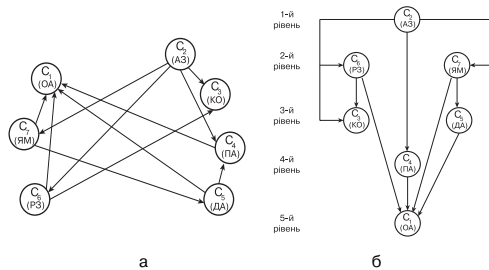 C₁
(ОА)
C₂
(АЗ)
C₃
(КО)
C₄
(ПА)
C₅
(ДА)
C₆
(РЗ)
C₇
(ЯМ)
а
1-й
рівень
2-й
рівень
3-й
рівень
4-й
рівень
5-й
рівень
C₂
(АЗ)
C₆
(РЗ)
C₇
(ЯМ)
C₃
(КО)
C₅
(ДА)
C₄
(ПА)
C₁
(ОА)
б